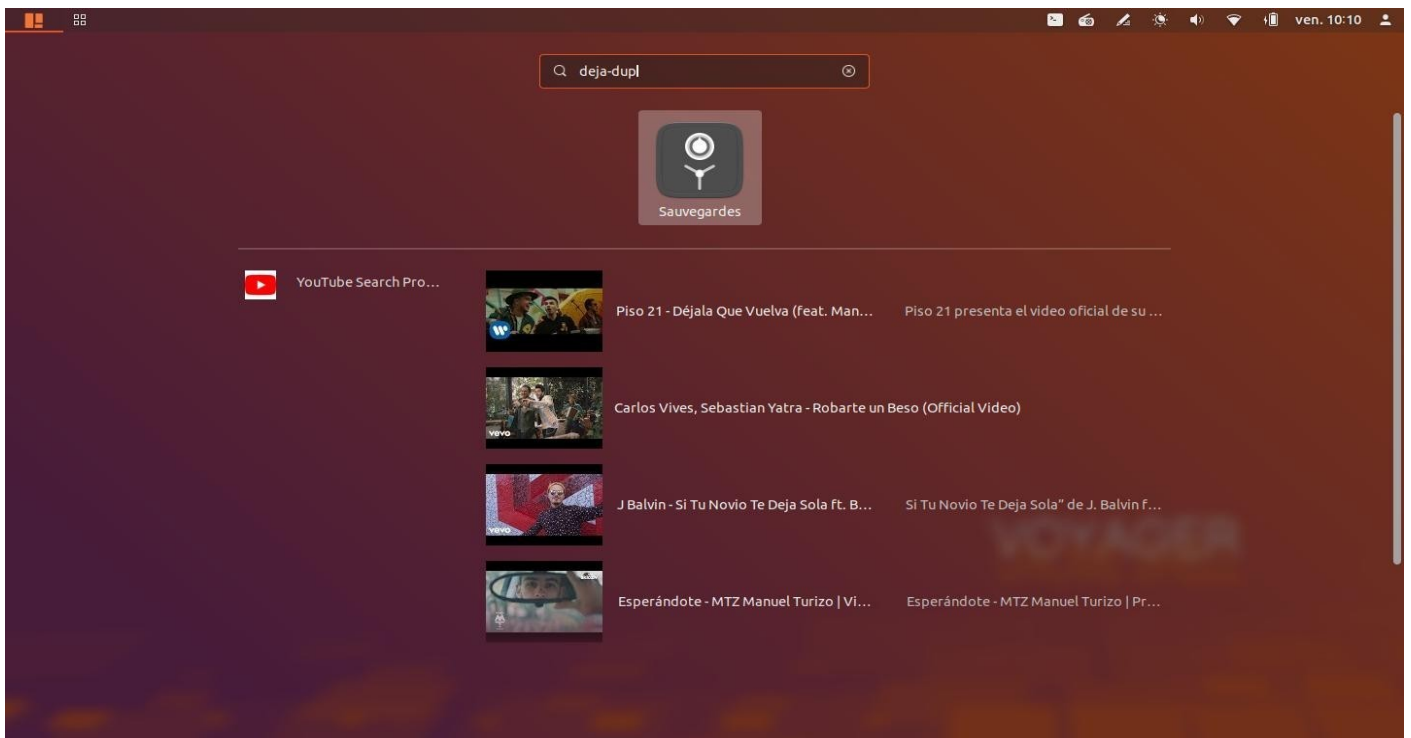 ven. 10:10
deja-dup
Sauvegardes
YouTube Search Pro...
Piso 21 - Déjala Que Vuelva (feat. Man...
Piso 21 presenta el video oficial de su ...
Carlos Vives, Sebastian Yatra - Robarte un Beso (Official Video)
vevo
J Balvin - Si Tu Novio Te Deja Sola ft. B...
Si Tu Novio Te Deja Sola” de J. Balvin f...
vevo
VOYAGER
Esperándote - MTZ Manuel Turizo | Vi...
Esperándote - MTZ Manuel Turizo | Pr...